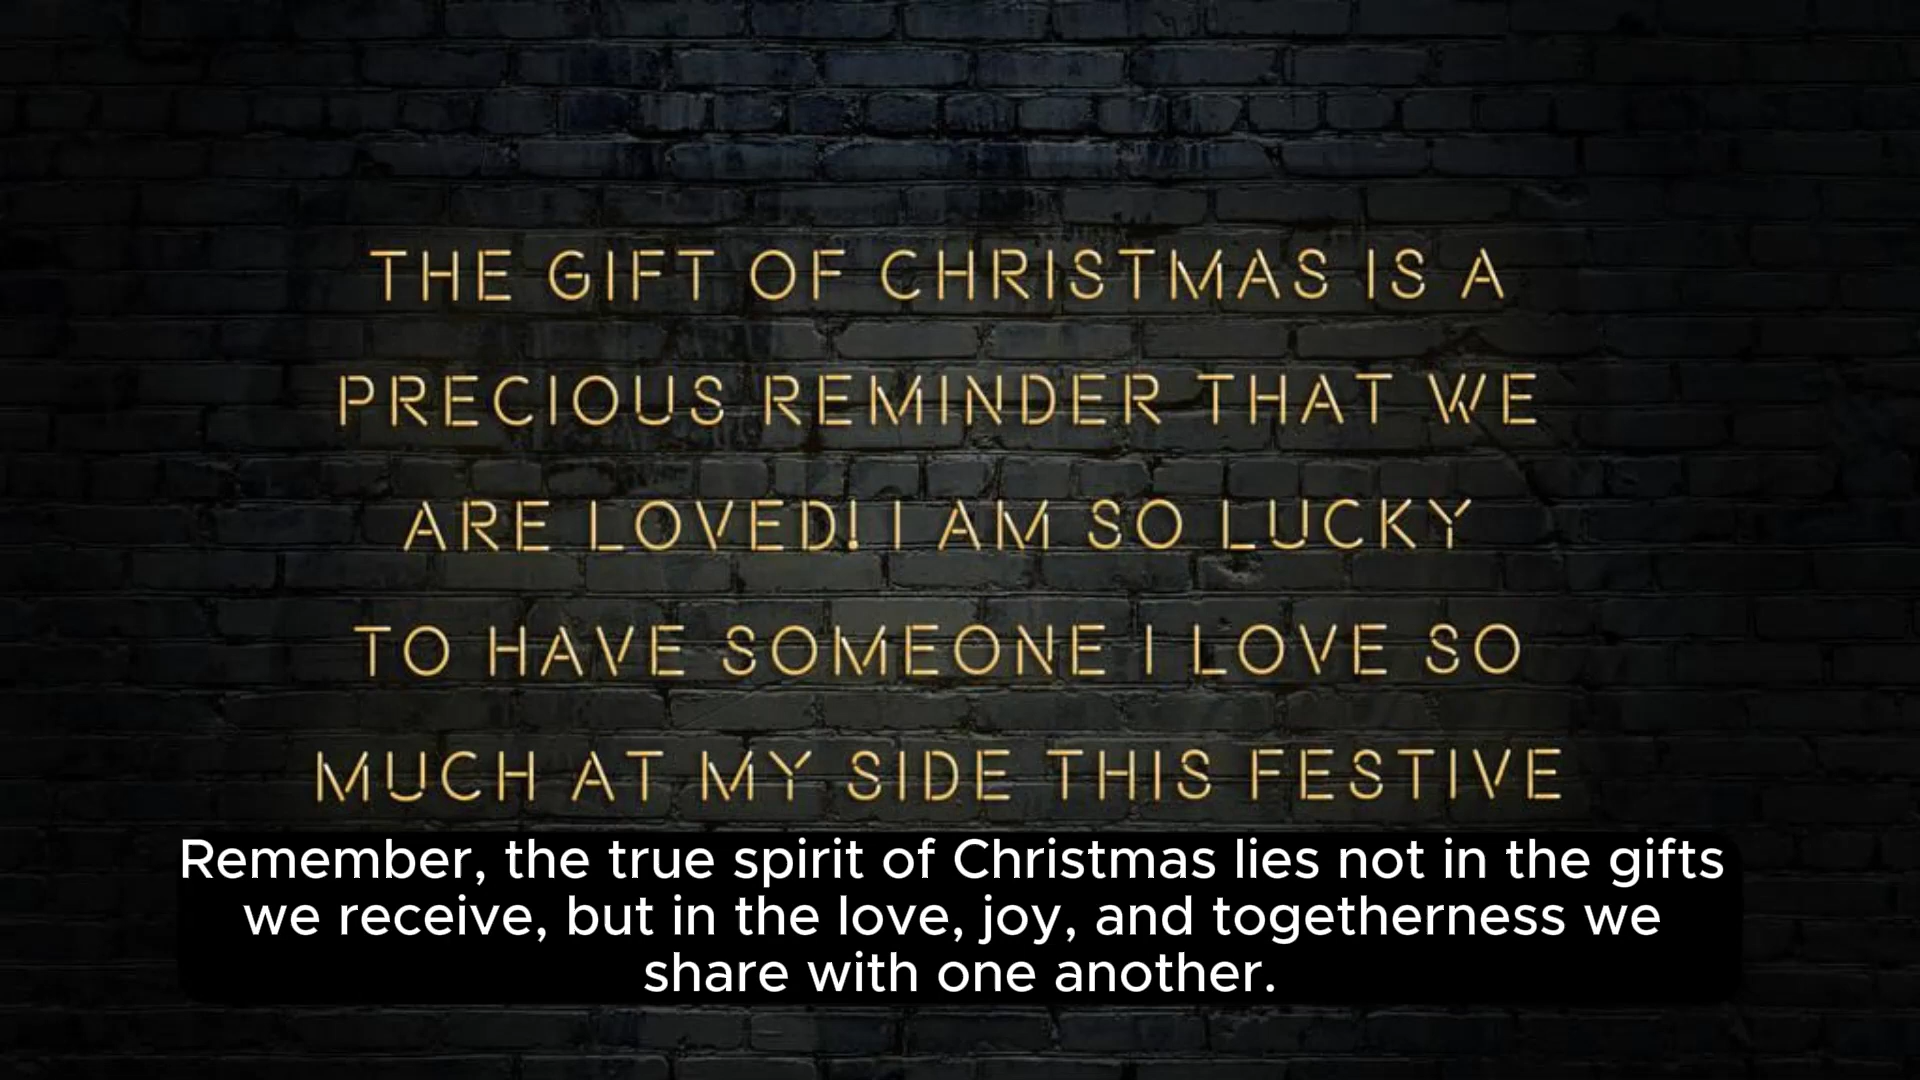 THE GIFT OF CHRISTMAS IS A
PRECIOUS REMINDER THAT WE
ARE LOVED! I AM SO LUCKY
TO HAVE SOMEONE I LOVE SO
MUCH AT MY SIDE THIS FESTIVE
Remember, the true spirit of Christmas lies not in the gifts
we receive, but in the love, joy, and togetherness we
share with one another.